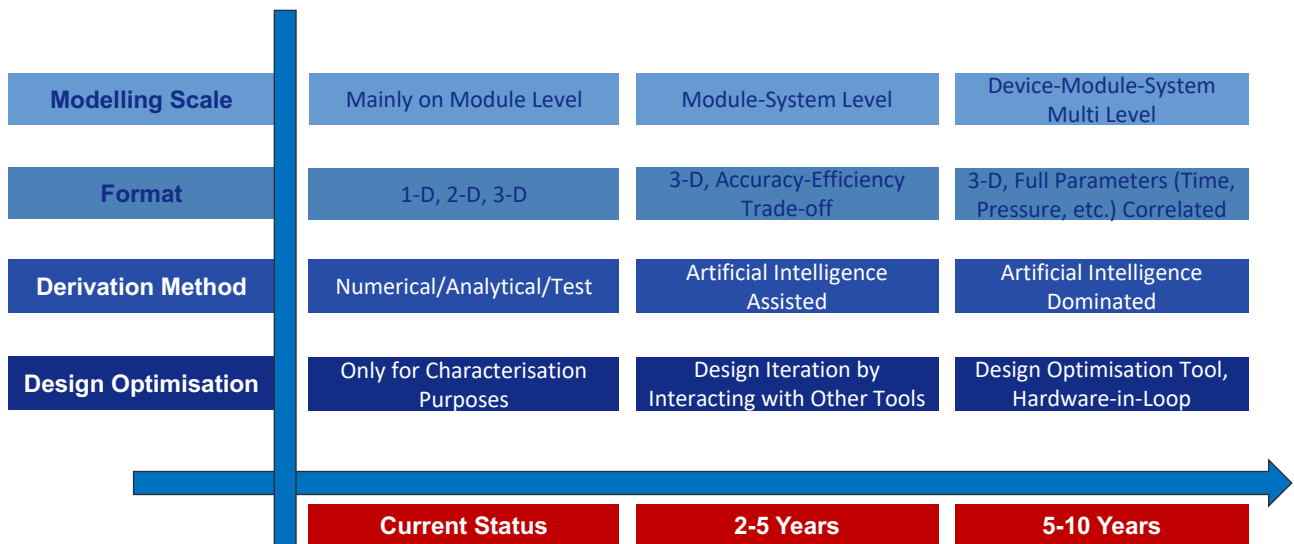 Modelling Scale
Mainly on Module Level
Module-System Level
Device-Module-System
Multi Level
Format
1-D, 2-D, 3-D
3-D, Accuracy-Efficiency
Trade-off
3-D, Full Parameters (Time,
Pressure, etc.) Correlated
Derivation Method
Numerical/Analytical/Test
Artificial Intelligence
Assisted
Artificial Intelligence
Dominated
Design Optimisation
Only for Characterisation
Purposes
Design Iteration by
Interacting with Other Tools
Design Optimisation Tool,
Hardware-in-Loop
Current Status
2-5 Years
5-10 Years